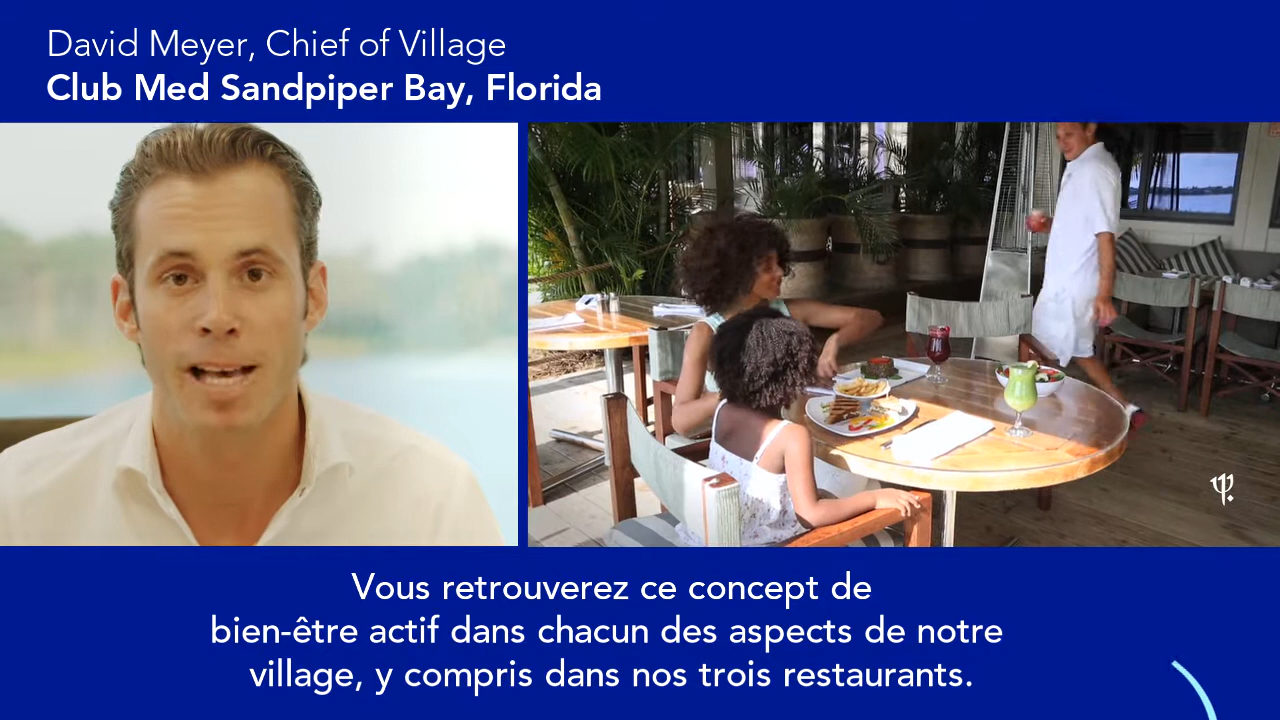 David Meyer, Chief of Village
Club Med Sandpiper Bay, Florida
Vous retrouverez ce concept de
bien-être actif dans chacun des aspects de notre
village, y compris dans nos trois restaurants.